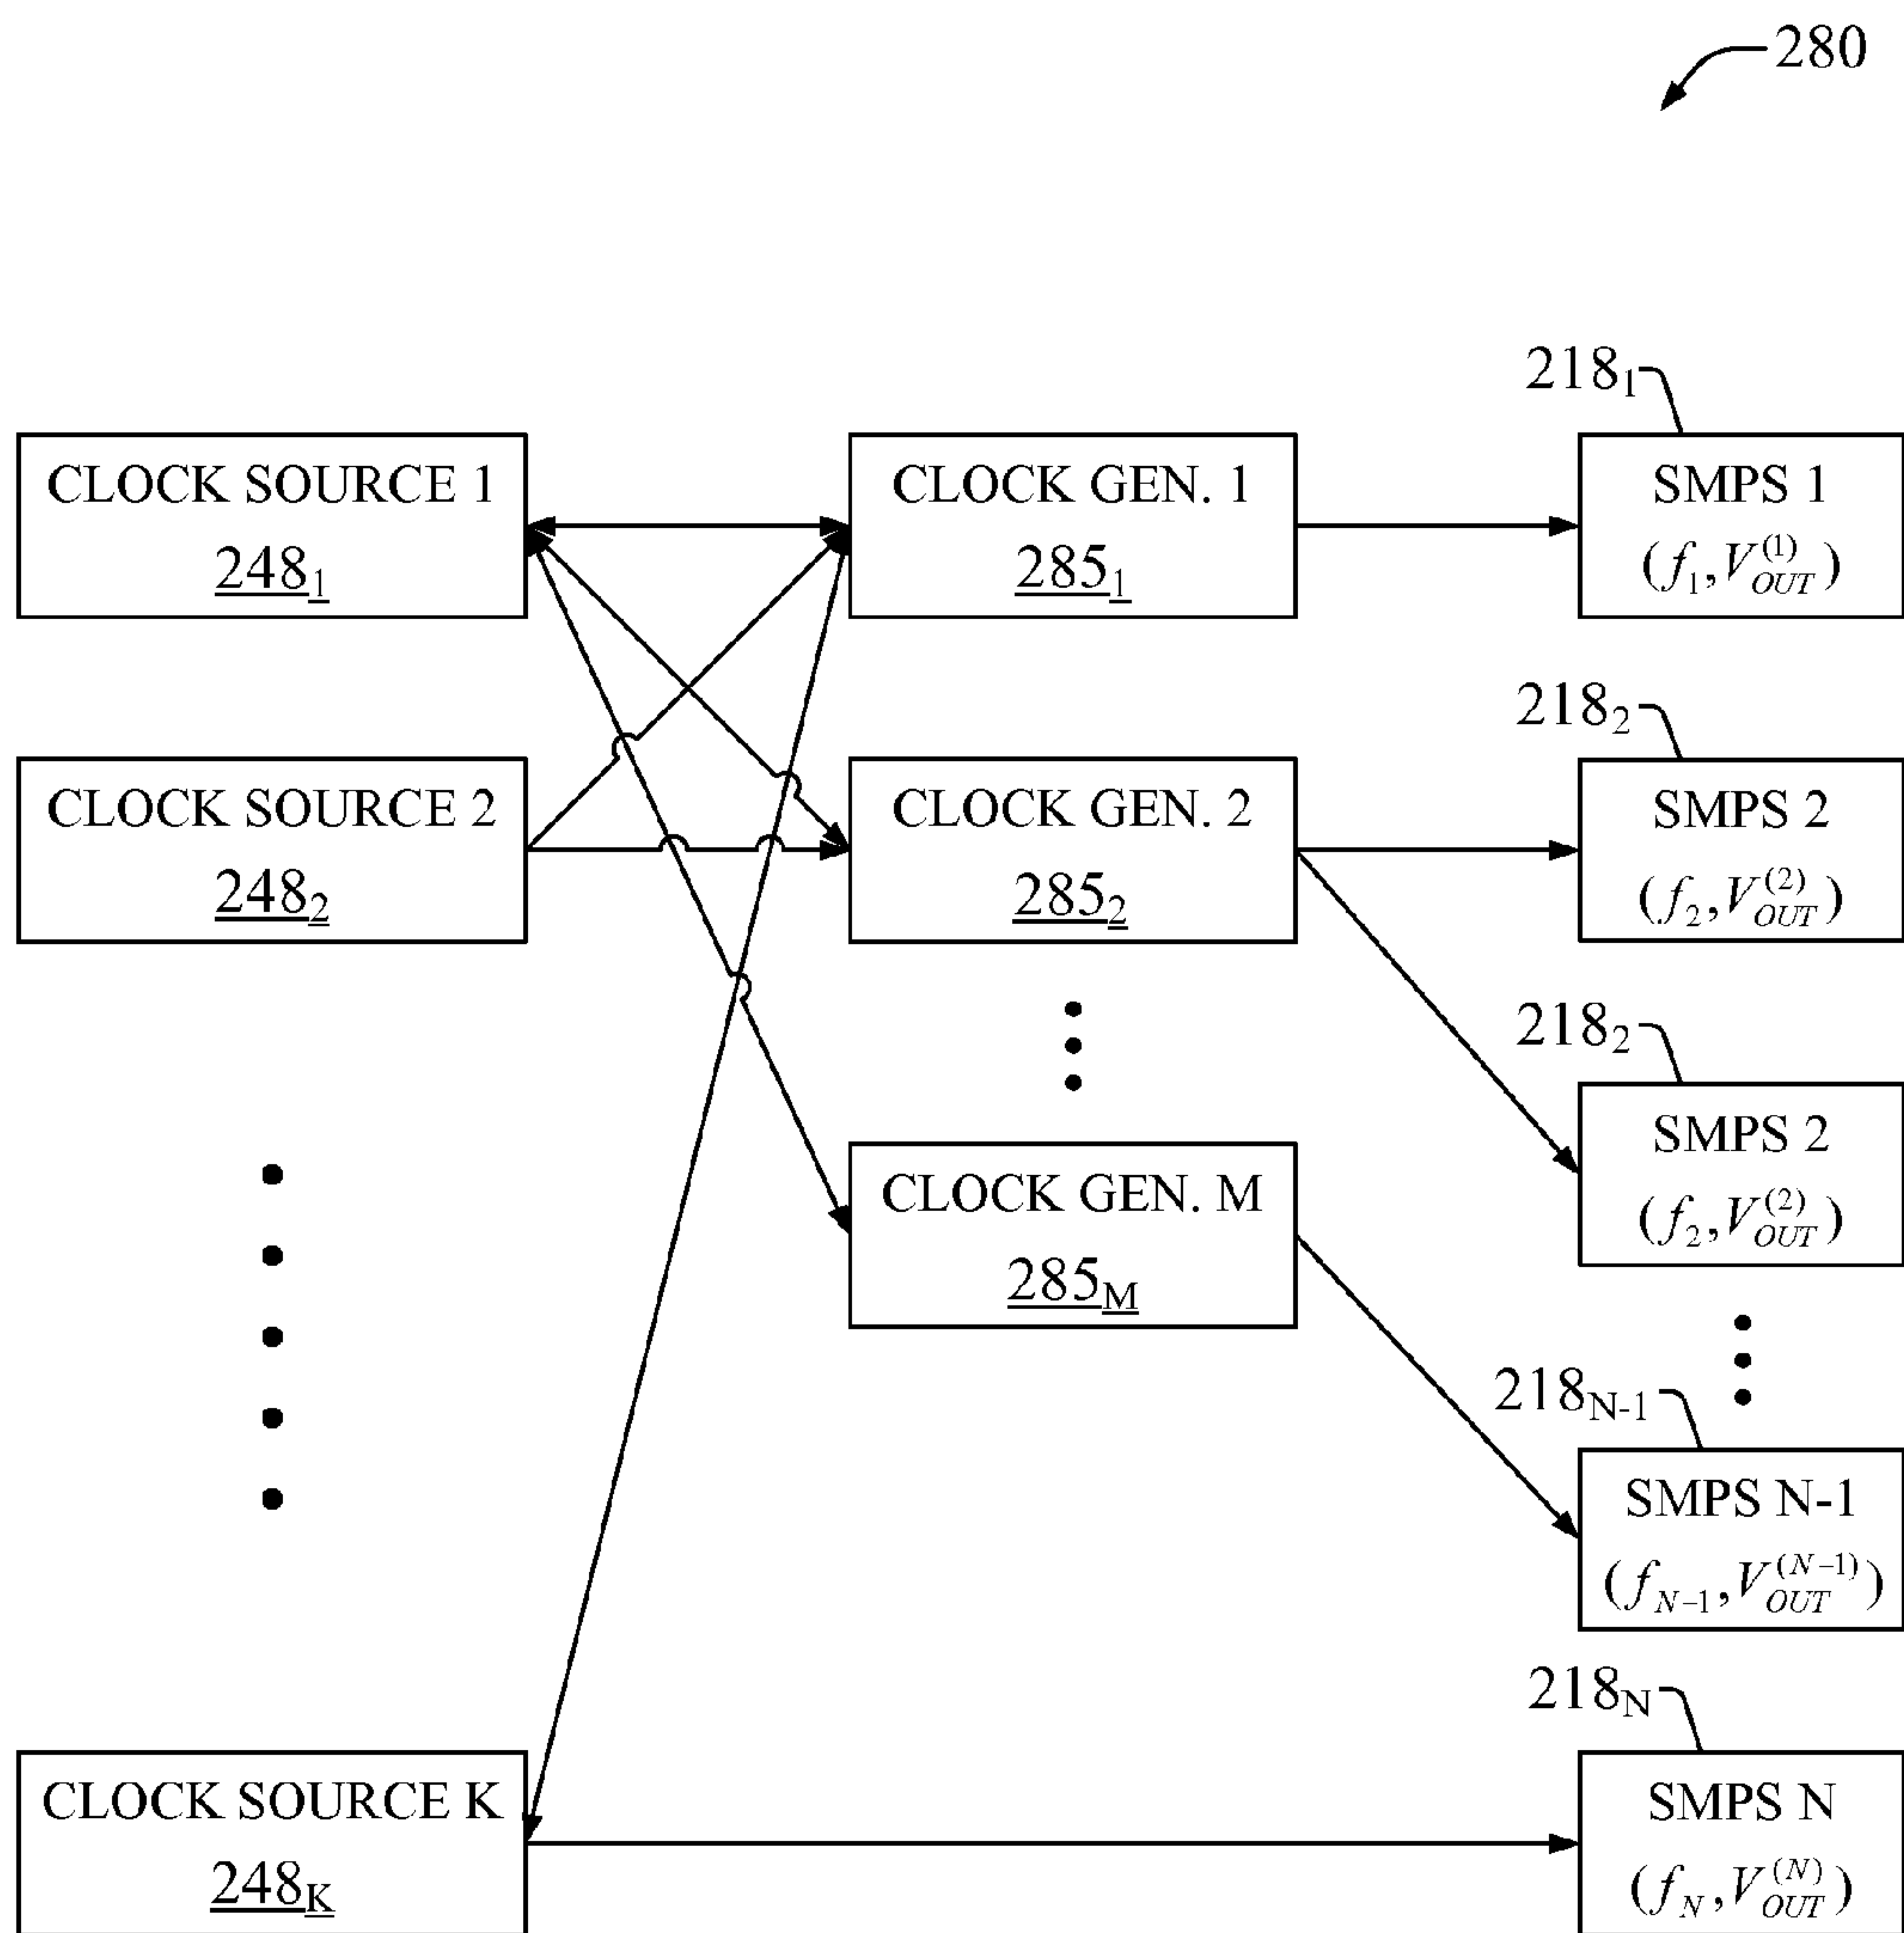 280
218₁
CLOCK SOURCE 1
248₁
CLOCK GEN. 1
285₁
SMPS 1
(f₁, V_OUT^(1))
218₂
CLOCK SOURCE 2
248₂
CLOCK GEN. 2
285₂
SMPS 2
(f₂, V_OUT^(2))
218₂
SMPS 2
(f₂, V_OUT^(2))
CLOCK GEN. M
285_M
218_N-1
SMPS N-1
(f_N-1, V_OUT^(N-1))
218_N
CLOCK SOURCE K
248_K
SMPS N
(f_N, V_OUT^(N))